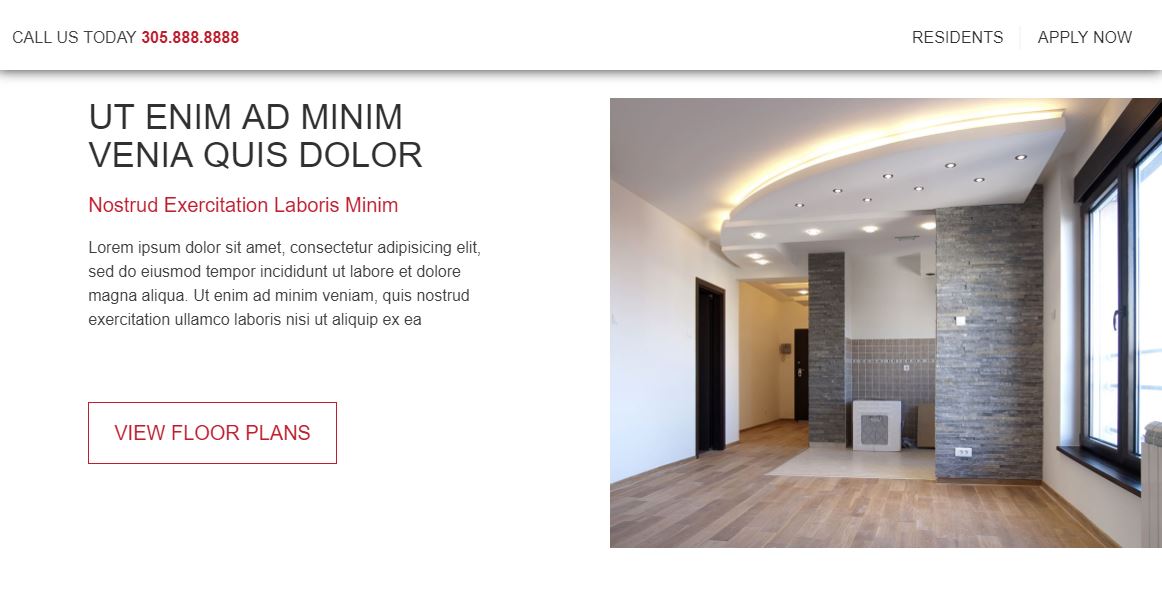 CALL US TODAY 305.888.8888
RESIDENTS
APPLY NOW
UT ENIM AD MINIM
VENIA QUIS DOLOR
Nostrud Exercitation Laboris Minim
Lorem ipsum dolor sit amet, consectetur adipisicing elit,
sed do eiusmod tempor incididunt ut labore et dolore
magna aliqua. Ut enim ad minim veniam, quis nostrud
exercitation ullamco laboris nisi ut aliquip ex ea
VIEW FLOOR PLANS